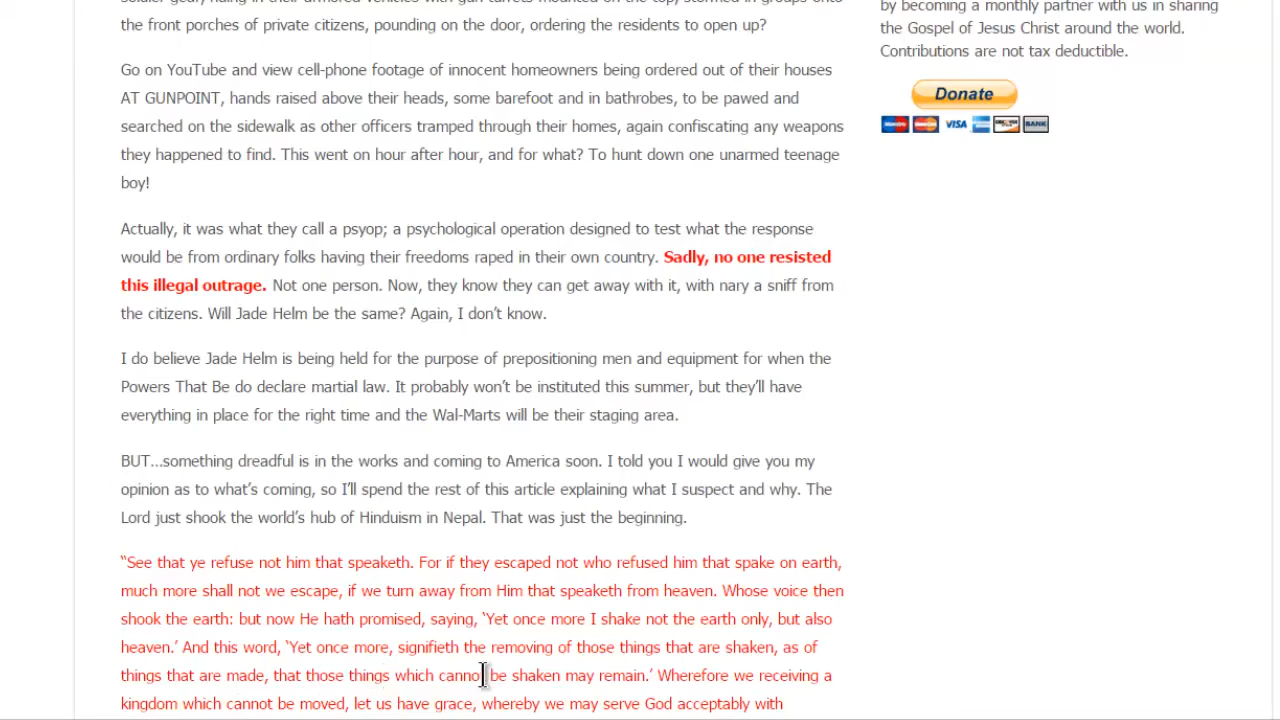 the front porches of private citizens, pounding on the door, ordering the residents to open up?
Go on YouTube and view cell-phone footage of innocent homeowners being ordered out of their houses
AT GUNPOINT, hands raised above their heads, some barefoot and in bathrobes, to be pawed and
searched on the sidewalk as other officers tramped through their homes, again confiscating any weapons
they happened to find. This went on hour after hour, and for what? To hunt down one unarmed teenage
boy!
Actually, it was what they call a psyop; a psychological operation designed to test what the response
would be from ordinary folks having their freedoms raped in their own country. Sadly, no one resisted
this illegal outrage. Not one person. Now, they know they can get away with it, with nary a sniff from
the citizens. Will Jade Helm be the same? Again, I don’t know.
I do believe Jade Helm is being held for the purpose of prepositioning men and equipment for when the
Powers That Be do declare martial law. It probably won’t be instituted this summer, but they’ll have
everything in place for the right time and the Wal-Marts will be their staging area.
BUT…something dreadful is in the works and coming to America soon. I told you I would give you my
opinion as to what’s coming, so I’ll spend the rest of this article explaining what I suspect and why. The
Lord just shook the world’s hub of Hinduism in Nepal. That was just the beginning.
“See that ye refuse not him that speaketh. For if they escaped not who refused him that spake on earth,
much more shall not we escape, if we turn away from Him that speaketh from heaven. Whose voice then
shook the earth: but now He hath promised, saying, ‘Yet once more I shake not the earth only, but also
heaven.’ And this word, ‘Yet once more, signifieth the removing of those things that are shaken, as of
things that are made, that those things which cannot be shaken may remain.’ Wherefore we receiving a
kingdom which cannot be moved, let us have grace, whereby we may serve God acceptably with
by becoming a monthly partner with us in sharing
the Gospel of Jesus Christ around the world.
Contributions are not tax deductible.
Donate
VISA
BANK